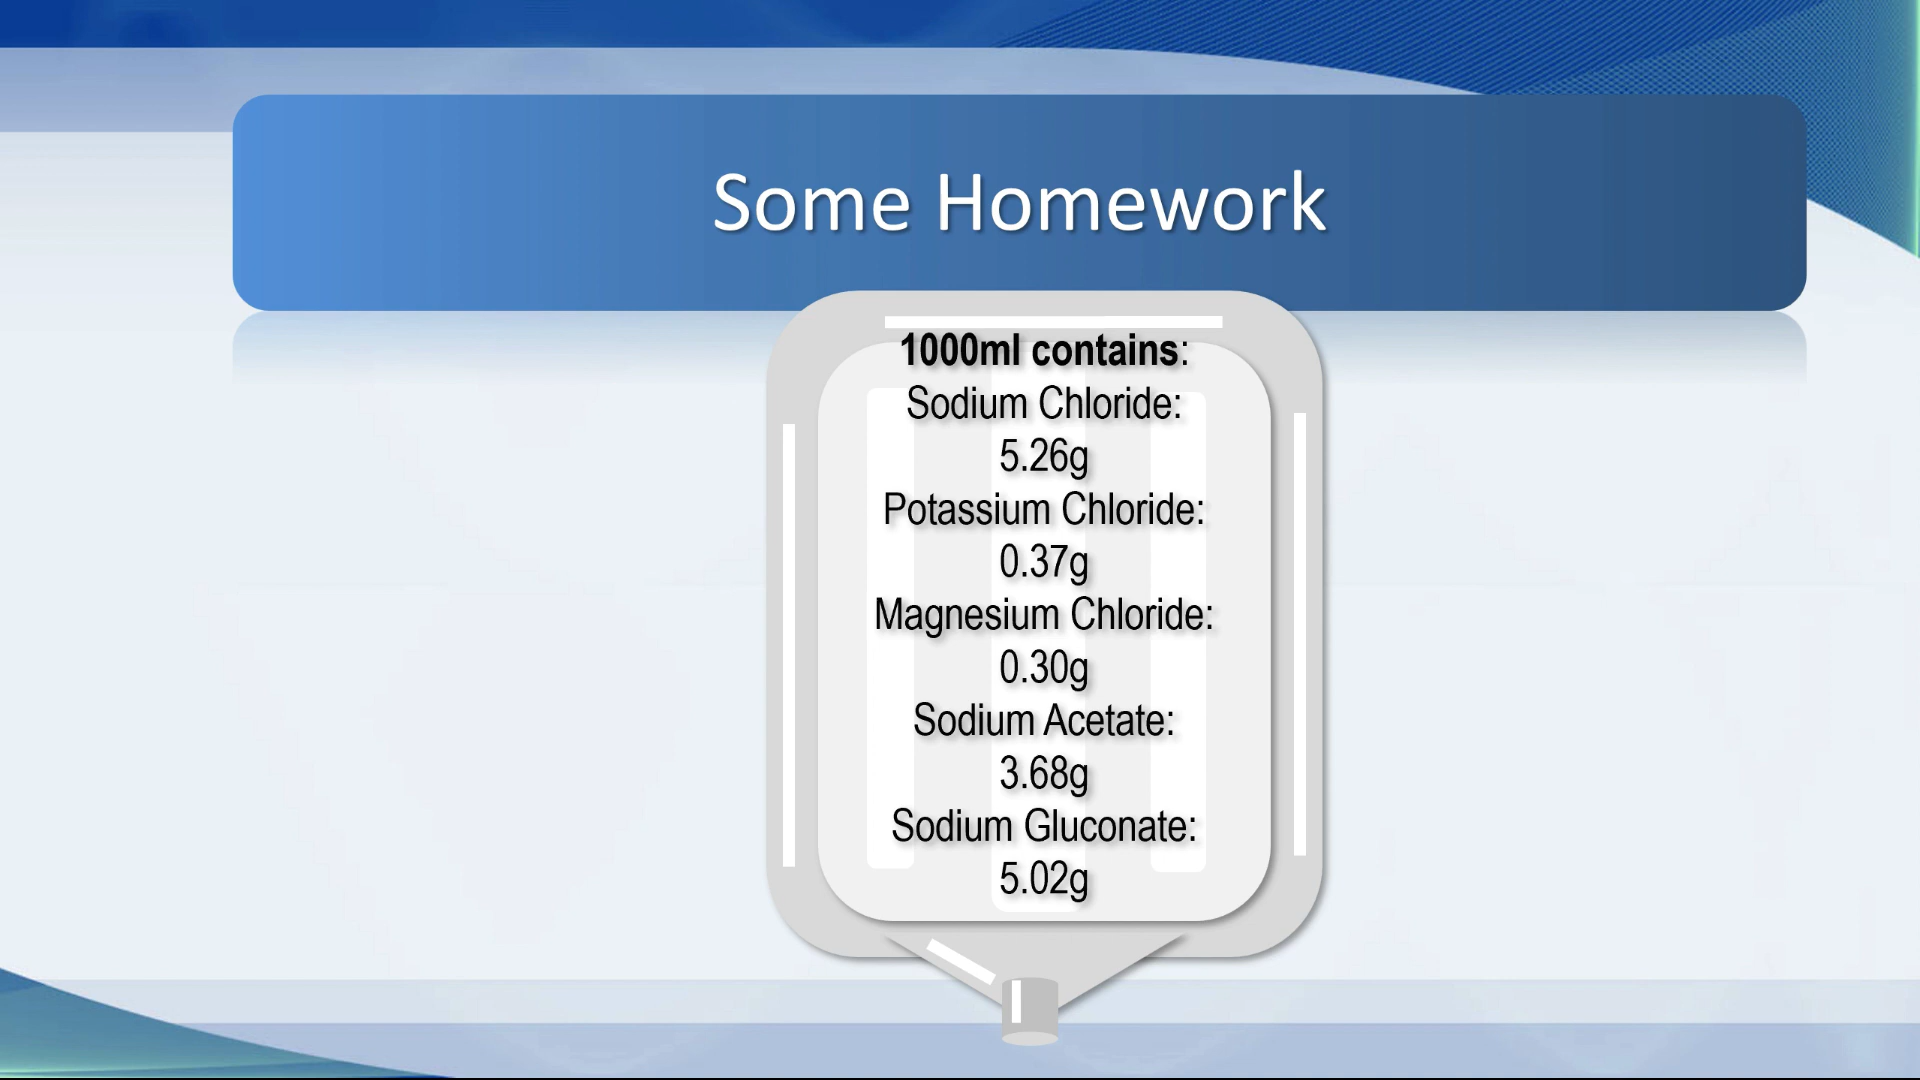 Some Homework
1000ml contains:
Sodium Chloride:
5.26g
Potassium Chloride:
0.37g
Magnesium Chloride:
0.30g
Sodium Acetate:
3.68g
Sodium Gluconate:
5.02g